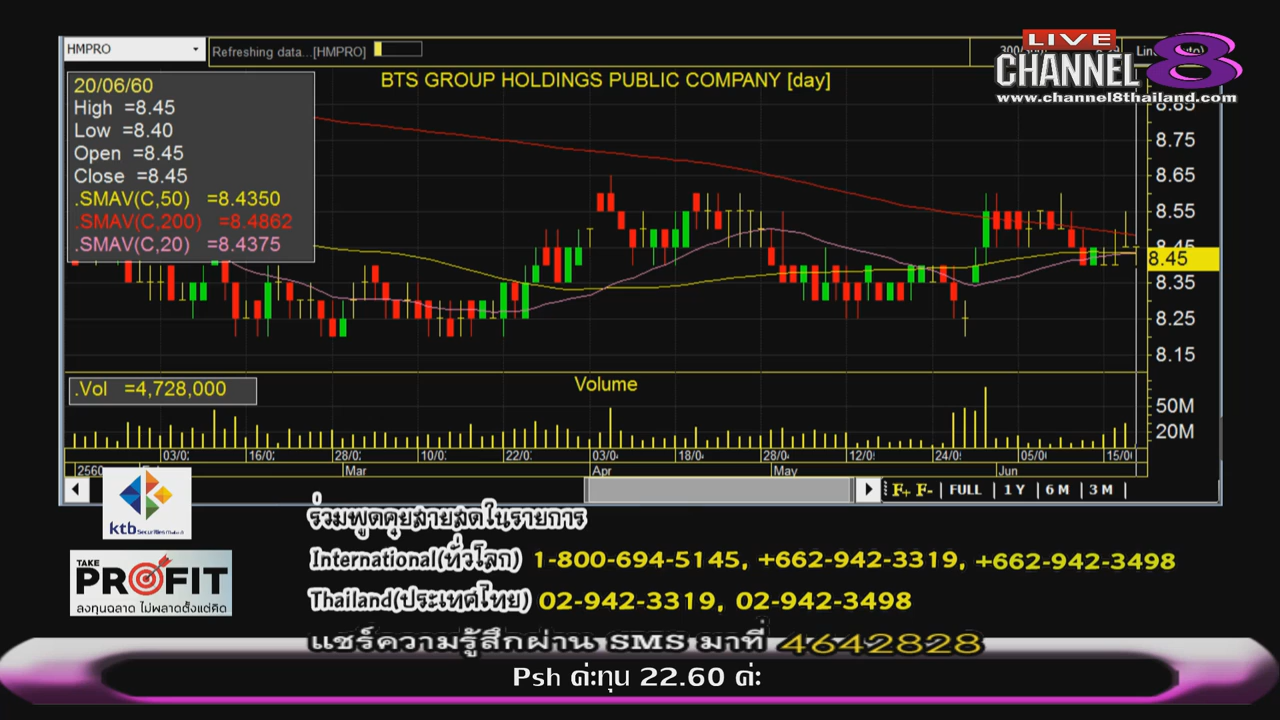 HMPRO
Refreshing data...[HMPRO]
LIVE
CHANNEL 8
www.channel8thailand.com
BTS GROUP HOLDINGS PUBLIC COMPANY [day]
20/06/60
High =8.45
Low =8.40
Open =8.45
Close =8.45
.SMAV(C,50) =8.4350
.SMAV(C,200) =8.4862
.SMAV(C,20) =8.4375
8.75
8.65
8.55
8.45
8.45
8.35
8.25
8.15
.Vol =4,728,000
Volume
50M
20M
03/0 16/0 28/0 10/0 22/0 03/0 18/0 28/0 12/0 24/0 05/0 15/0
2560 Mar Apr May Jun
F+ F- | FULL | 1 Y | 6 M | 3 M |
ktb
TAKE
PROFIT
ลงทุนฉลาด ไม่พลาดตั้งแต่คิด
ร่วมพูดคุยสายสดในรายการ
International(ทั่วโลก) 1-800-694-5145, +662-942-3319, +662-942-3498
Thailand(ประเทศไทย) 02-942-3319, 02-942-3498
แชร์ความรู้สึกผ่าน SMS มาที่ 4642828
Psh ค่ะทุน 22.60 ค่ะ